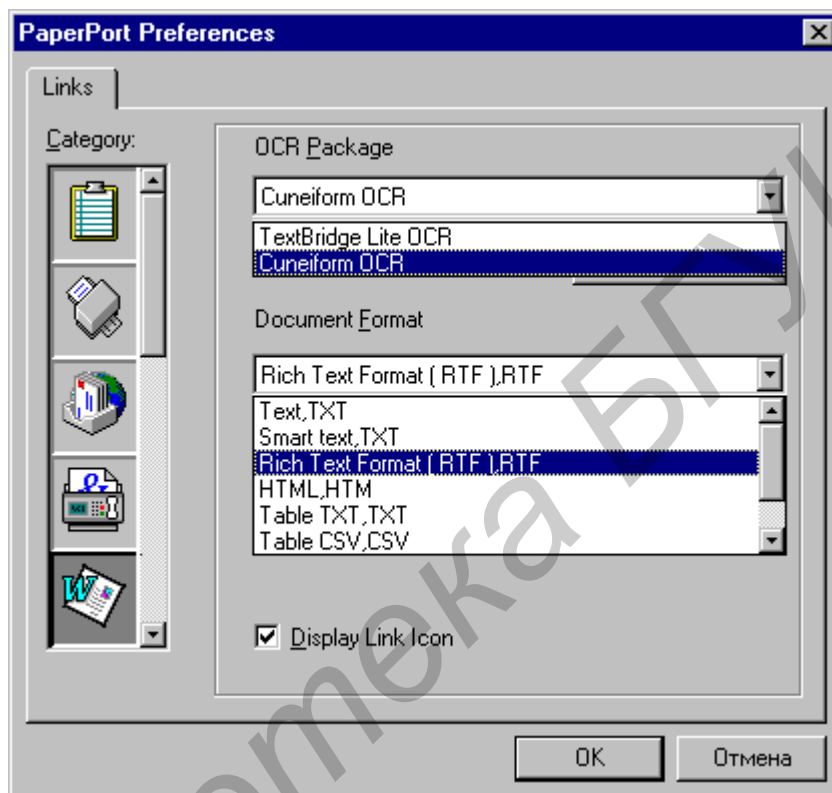 PaperPort Preferences
Links
Category:
OCR Package
Cuneiform OCR
TextBridge Lite OCR
Cuneiform OCR
Document Format
Rich Text Format ( RTF ),RTF
Text,TXT
Smart text,TXT
Rich Text Format ( RTF ),RTF
HTML,HTM
Table TXT,TXT
Table CSV,CSV
Display Link Icon
OK
Отмена